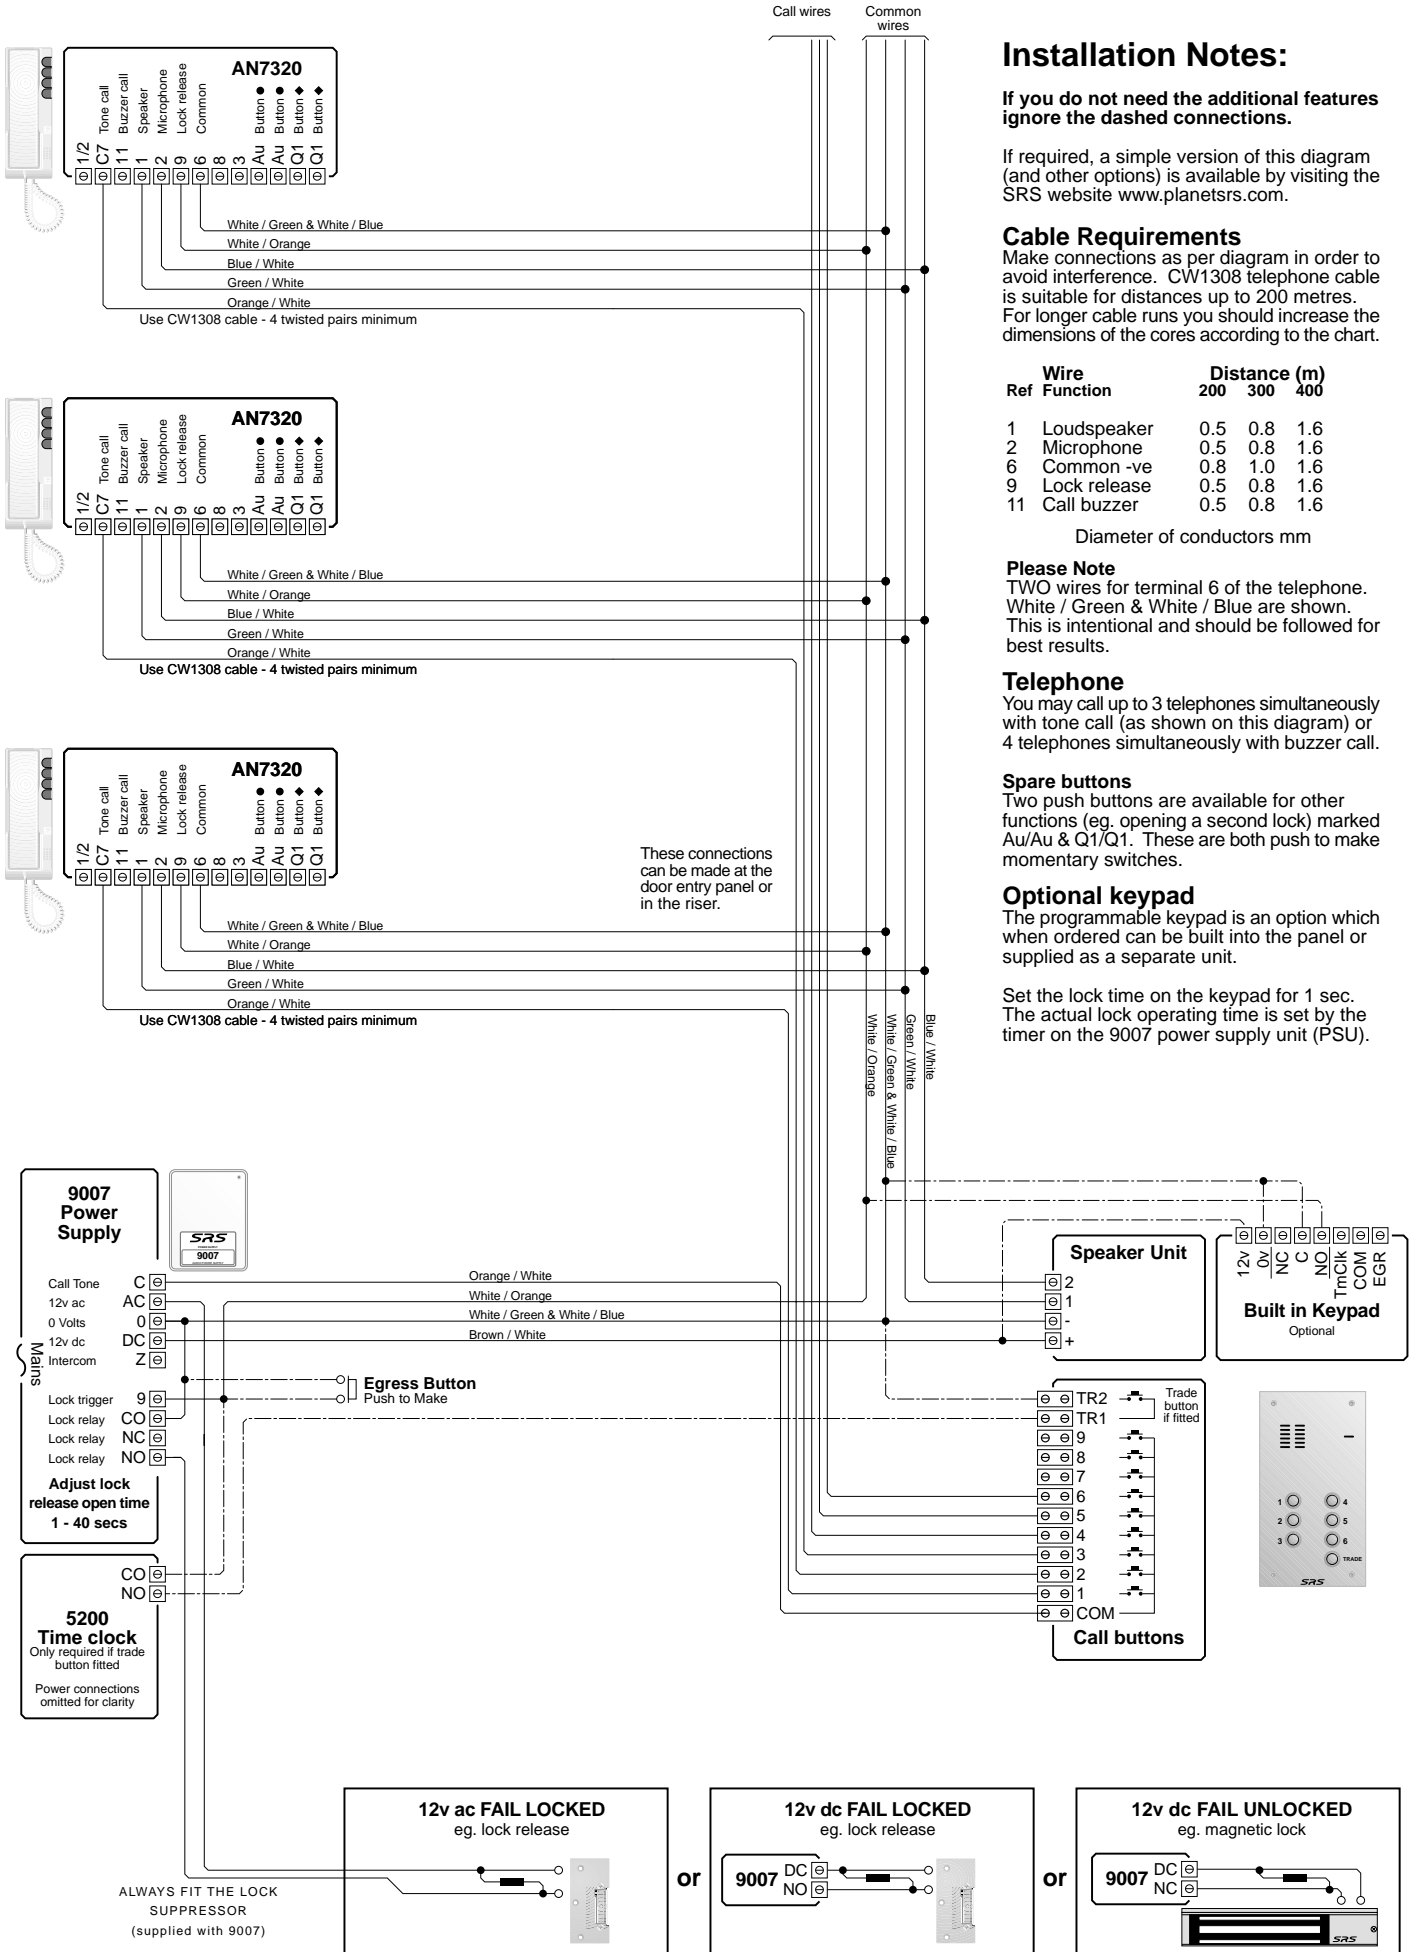 Call wires
Common
wires
AN7320
Tone call
Buzzer call
Speaker
Microphone
Lock release
Common
Button ●
Button ●
Button ◆
Button ◆
1/2
C7
11
1
2
9
6
8
3
Au
Au
Q1
Q1
White / Green & White / Blue
White / Orange
Blue / White
Green / White
Orange / White
Use CW1308 cable - 4 twisted pairs minimum
AN7320
Tone call
Buzzer call
Speaker
Microphone
Lock release
Common
Button ●
Button ●
Button ◆
Button ◆
1/2
C7
11
1
2
9
6
8
3
Au
Au
Q1
Q1
White / Green & White / Blue
White / Orange
Blue / White
Green / White
Orange / White
Use CW1308 cable - 4 twisted pairs minimum
AN7320
Tone call
Buzzer call
Speaker
Microphone
Lock release
Common
Button ●
Button ●
Button ◆
Button ◆
1/2
C7
11
1
2
9
6
8
3
Au
Au
Q1
Q1
White / Green & White / Blue
White / Orange
Blue / White
Green / White
Orange / White
Use CW1308 cable - 4 twisted pairs minimum
These connections
can be made at the
door entry panel or
in the riser.
White / Orange
White / Green & White / Blue
Green / White
Blue / White
Installation Notes:
If you do not need the additional features
ignore the dashed connections.
If required, a simple version of this diagram
(and other options) is available by visiting the
SRS website www.planetsrs.com.
Cable Requirements
Make connections as per diagram in order to
avoid interference. CW1308 telephone cable
is suitable for distances up to 200 metres.
For longer cable runs you should increase the
dimensions of the cores according to the chart.
Wire Distance (m)
Ref Function 200 300 400
1 Loudspeaker 0.5 0.8 1.6
2 Microphone 0.5 0.8 1.6
6 Common -ve 0.8 1.0 1.6
9 Lock release 0.5 0.8 1.6
11 Call buzzer 0.5 0.8 1.6
Diameter of conductors mm
Please Note
TWO wires for terminal 6 of the telephone.
White / Green & White / Blue are shown.
This is intentional and should be followed for
best results.
Telephone
You may call up to 3 telephones simultaneously
with tone call (as shown on this diagram) or
4 telephones simultaneously with buzzer call.
Spare buttons
Two push buttons are available for other
functions (eg. opening a second lock) marked
Au/Au & Q1/Q1. These are both push to make
momentary switches.
Optional keypad
The programmable keypad is an option which
when ordered can be built into the panel or
supplied as a separate unit.
Set the lock time on the keypad for 1 sec.
The actual lock operating time is set by the
timer on the 9007 power supply unit (PSU).
9007
Power
Supply
SRS
9007
Call Tone C
12v ac AC
0 Volts 0
12v dc DC
Intercom Z
Mains
Lock trigger 9
Lock relay CO
Lock relay NC
Lock relay NO
Adjust lock
release open time
1 - 40 secs
Orange / White
White / Orange
White / Green & White / Blue
Brown / White
Egress Button
Push to Make
CO
NO
5200
Time clock
Only required if trade
button fitted
Power connections
omitted for clarity
Speaker Unit
2
1
-
+
12v
0v
NC
C
NO
TmClk
COM
EGR
Built in Keypad
Optional
TR2
TR1
9
8
7
6
5
4
3
2
1
COM
Trade
button
if fitted
Call buttons
1 4
2 5
3 6
TRADE
SRS
ALWAYS FIT THE LOCK
SUPPRESSOR
(supplied with 9007)
12v ac FAIL LOCKED
eg. lock release
or
12v dc FAIL LOCKED
eg. lock release
9007
DC
NO
or
12v dc FAIL UNLOCKED
eg. magnetic lock
9007
DC
NC
SRS